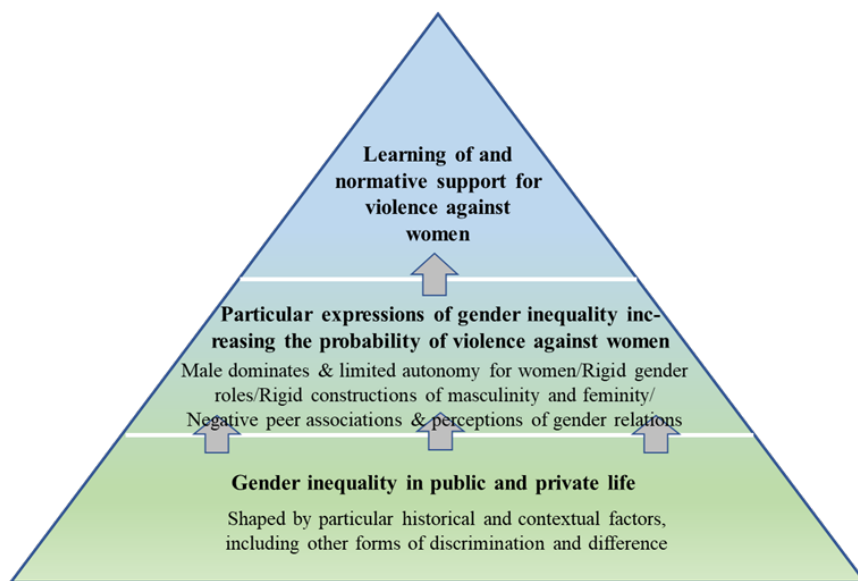 Learning of and
normative support for
violence against
women
Particular expressions of gender inequality inc-
reasing the probability of violence against women
Male dominates & limited autonomy for women/Rigid gender
roles/Rigid constructions of masculinity and feminity/
Negative peer associations & perceptions of gender relations
Gender inequality in public and private life
Shaped by particular historical and contextual factors,
including other forms of discrimination and difference